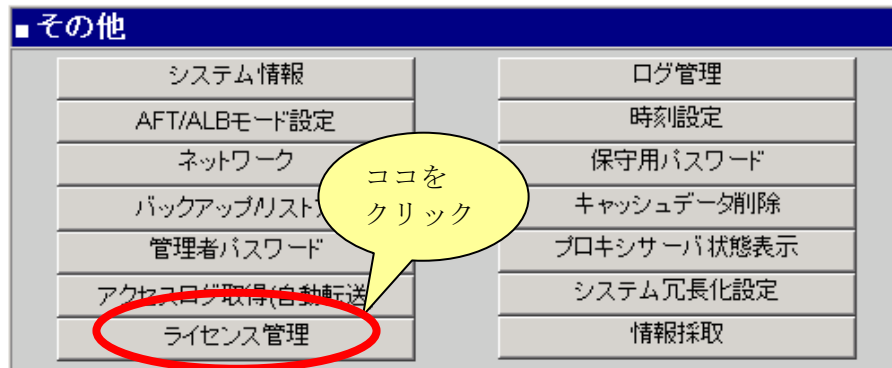 ■その他
システム情報
ログ管理
AFT/ALBモード設定
時刻設定
ネットワーク
保守用パスワード
バックアップ/リスト
キャッシュデータ削除
管理者パスワード
プロキシサーバ状態表示
アクセスログ取得(自動転送
システム冗長化設定
ライセンス管理
情報採取
ココを
クリック